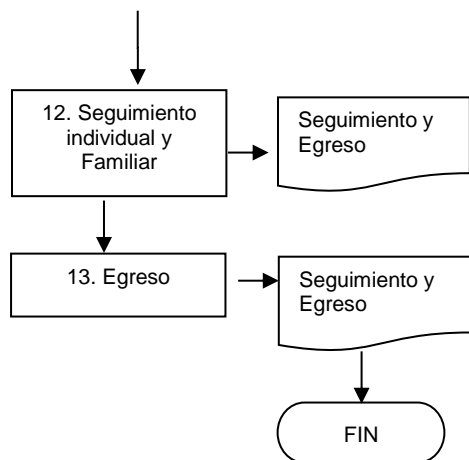 12. Seguimiento
individual y
Familiar
Seguimiento y
Egreso
13. Egreso
Seguimiento y
Egreso
FIN